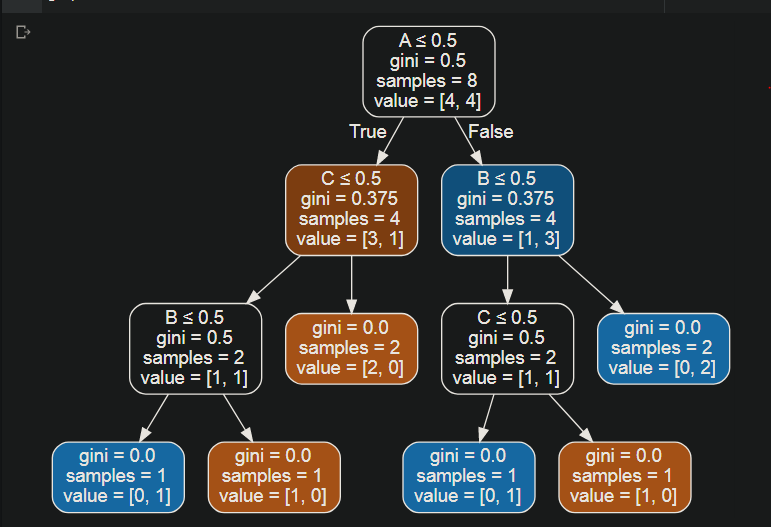 A ≤ 0.5
gini = 0.5
samples = 8
value = [4, 4]
True
False
C ≤ 0.5
gini = 0.375
samples = 4
value = [3, 1]
B ≤ 0.5
gini = 0.375
samples = 4
value = [1, 3]
B ≤ 0.5
gini = 0.5
samples = 2
value = [1, 1]
gini = 0.0
samples = 2
value = [2, 0]
C ≤ 0.5
gini = 0.5
samples = 2
value = [1, 1]
gini = 0.0
samples = 2
value = [0, 2]
gini = 0.0
samples = 1
value = [0, 1]
gini = 0.0
samples = 1
value = [1, 0]
gini = 0.0
samples = 1
value = [0, 1]
gini = 0.0
samples = 1
value = [1, 0]